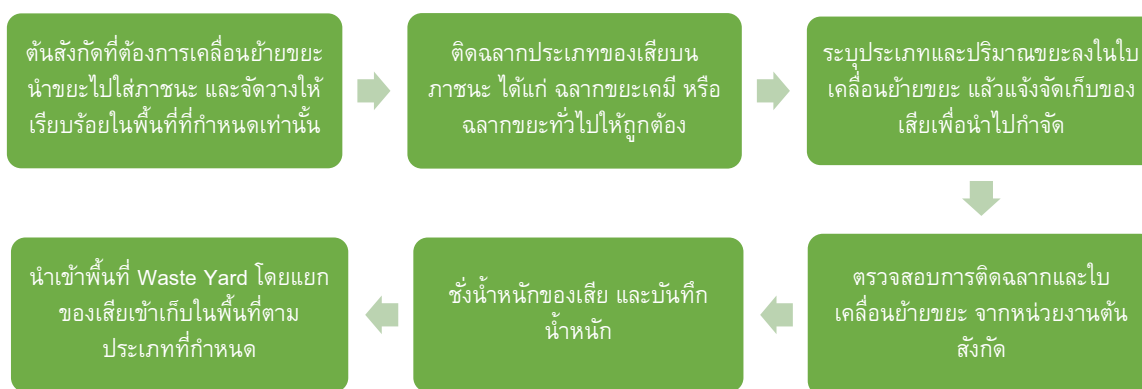 ต้นสังกัดที่ต้องการเคลื่อนย้ายขยะ
นำขยะไปใส่ภาชนะ และจัดวางให้
เรียบร้อยในพื้นที่ที่กำหนดเท่านั้น
ติดฉลากประเภทของเสียบน
ภาชนะ ได้แก่ ฉลากขยะเคมี หรือ
ฉลากขยะทั่วไปให้ถูกต้อง
ระบุประเภทและปริมาณขยะลงในใบ
เคลื่อนย้ายขยะ แล้วแจ้งจัดเก็บของ
เสียเพื่อนำไปกำจัด
ตรวจสอบการติดฉลากและใบ
เคลื่อนย้ายขยะ จากหน่วยงานต้น
สังกัด
ชั่งน้ำหนักของเสีย และบันทึก
น้ำหนัก
นำเข้าพื้นที่ Waste Yard โดยแยก
ของเสียเข้าเก็บในพื้นที่ตาม
ประเภทที่กำหนด